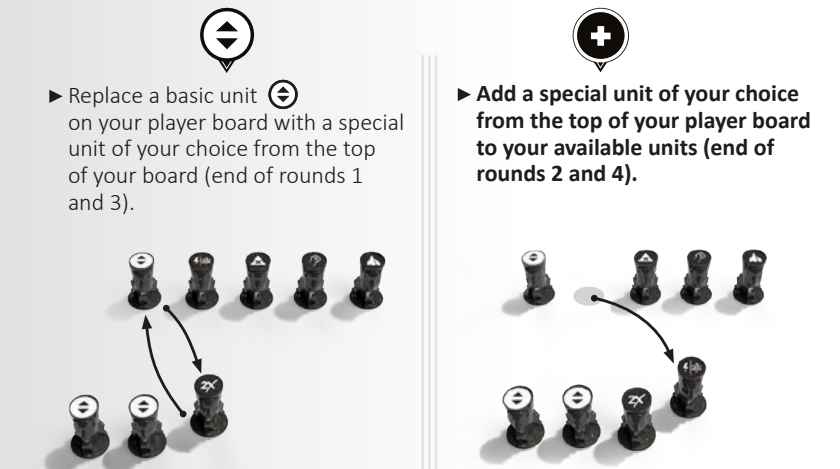 ► Replace a basic unit
on your player board with a special
unit of your choice from the top
of your board (end of rounds 1
and 3).
► Add a special unit of your choice
from the top of your player board
to your available units (end of
rounds 2 and 4).
2X
2X